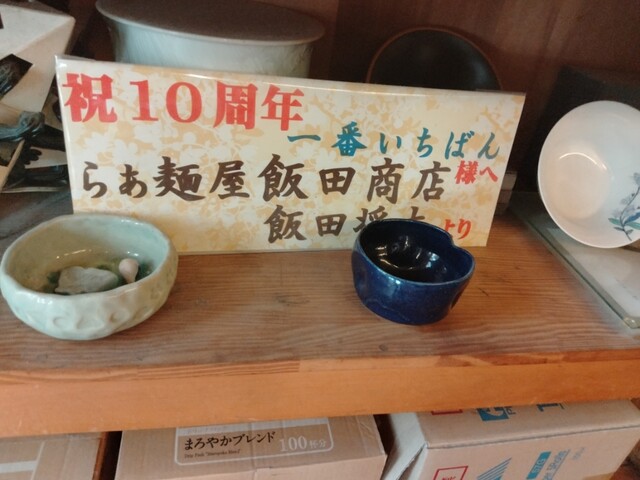 祝10周年
一番いちばん
様へ
らぁ麺屋飯田商店
飯田将太より
まろやかブレンド 100杯分